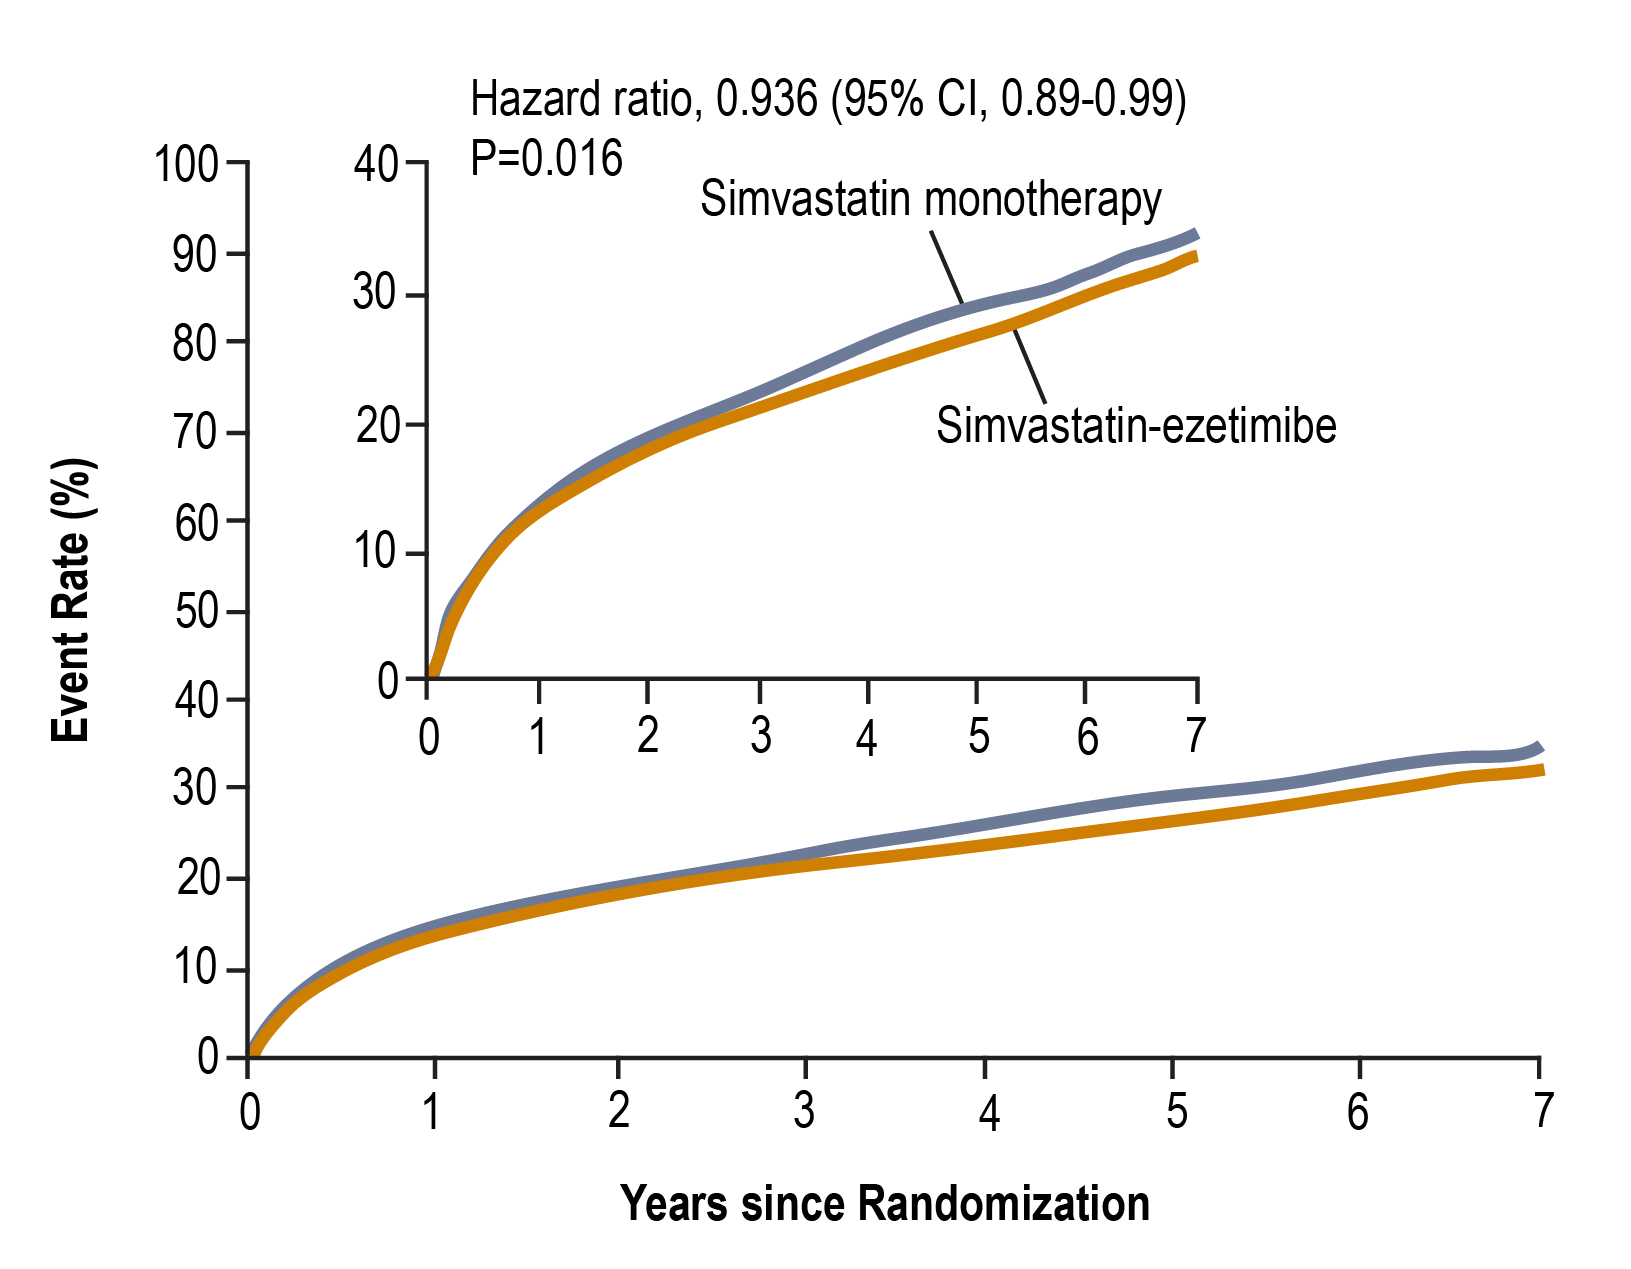 Hazard ratio, 0.936 (95% CI, 0.89-0.99)
P=0.016
Simvastatin monotherapy
Simvastatin-ezetimibe
40
30
20
10
0
0 1 2 3 4 5 6 7
Event Rate (%)
100
90
80
70
60
50
40
30
20
10
0
0 1 2 3 4 5 6 7
Years since Randomization